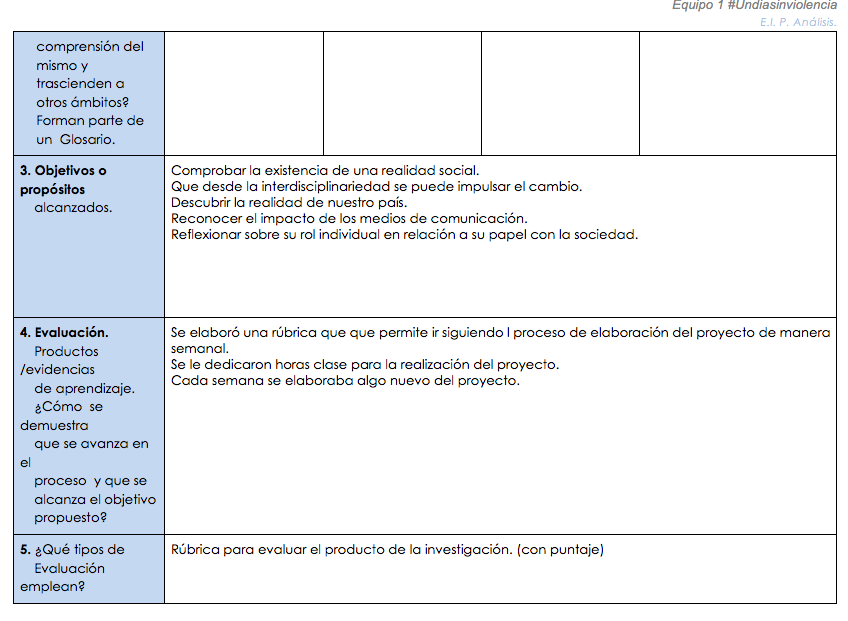 Equipo 1 #Undiasinviolencia
E.I. P. Análisis.
comprensión del
mismo y
trascienden a
otros ámbitos?
Forman parte de
un Glosario.
3. Objetivos o
propósitos
alcanzados.
Comprobar la existencia de una realidad social.
Que desde la interdisciplinariedad se puede impulsar el cambio.
Descubrir la realidad de nuestro país.
Reconocer el impacto de los medios de comunicación.
Reflexionar sobre su rol individual en relación a su papel con la sociedad.
4. Evaluación.
Productos
/evidencias
de aprendizaje.
¿Cómo se
demuestra
que se avanza en
el
proceso y que se
alcanza el objetivo
propuesto?
Se elaboró una rúbrica que que permite ir siguiendo l proceso de elaboración del proyecto de manera
semanal.
Se le dedicaron horas clase para la realización del proyecto.
Cada semana se elaboraba algo nuevo del proyecto.
5. ¿Qué tipos de
Evaluación
emplean?
Rúbrica para evaluar el producto de la investigación. (con puntaje)